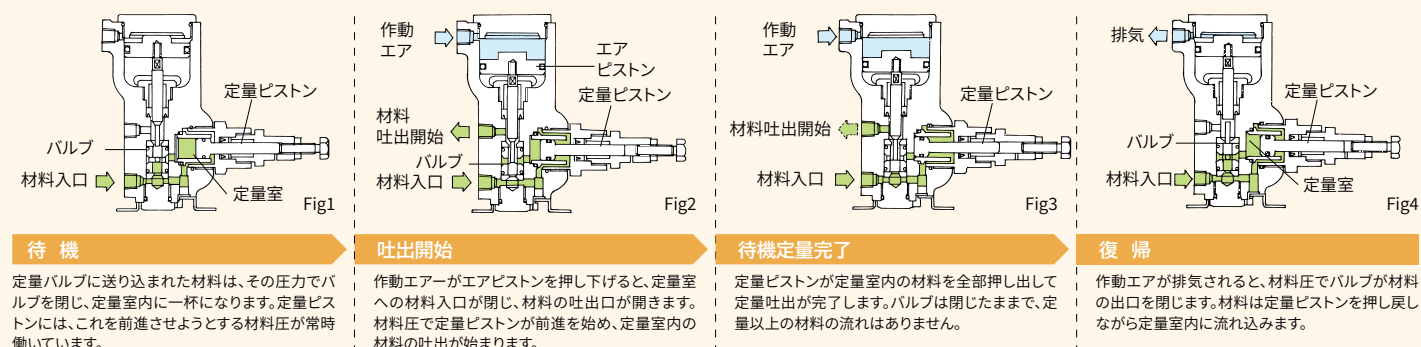 定量ピストン
バルブ
材料入口
定量室
Fig1
待 機
定量バルブに送り込まれた材料は、その圧力でバ
ルブを閉じ、定量室内に一杯になります。定量ピス
トンには、これを前進させようとする材料圧が常時
働いています。
作動
エア
エア
ピストン
定量ピストン
材料
吐出開始
バルブ
材料入口
Fig2
吐出開始
作動エアーがエアピストンを押し下げると、定量室
への材料入口が閉じ、材料の吐出口が開きます。
材料圧で定量ピストンが前進を始め、定量室内の
材料の吐出が始まります。
作動
エア
定量ピストン
材料吐出開始
材料入口
Fig3
待機定量完了
定量ピストンが定量室内の材料を全部押し出して
定量吐出が完了します。バルブは閉じたままで、定
量以上の材料の流れはありません。
排気
定量ピストン
バルブ
材料入口
定量室
Fig4
復 帰
作動エアが排気されると、材料圧でバルブが材料
の出口を閉じます。材料は定量ピストンを押し戻し
ながら定量室内に流れ込みます。